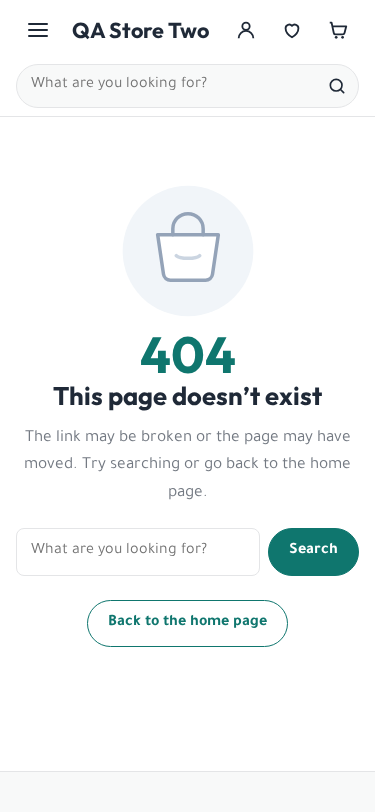 QA Store Two
What are you looking for?
404
This page doesn’t exist
The link may be broken or the page may have
moved. Try searching or go back to the home
page.
What are you looking for?
Search
Back to the home page